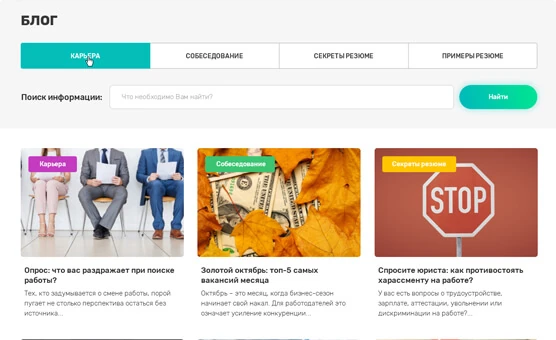 БЛОГ
КАРЬЕРА
СОБЕСЕДОВАНИЕ
СЕКРЕТЫ РЕЗЮМЕ
ПРИМЕРЫ РЕЗЮМЕ
Поиск информации:
Что необходимо Вам найти?
Найти
Карьера
Собеседование
Секраты резюме
STOP
Опрос: что вас раздражает при поиске
работы?
Тех, кто задумывается о смене работы, порой
пугает не столько перспектива остаться без
источника...
Золотой октябрь: топ-5 самых
вакансий месяца
Октябрь – это месяц, когда бизнес-сезон
начинает свой накал. Для работодателей это
означает усиление конкуренции...
Спросите юриста: как противостоять
харассменту на работе?
У вас есть вопросы о трудоустройстве,
зарплате, аттестации, увольнении или
дискриминации на работе?...